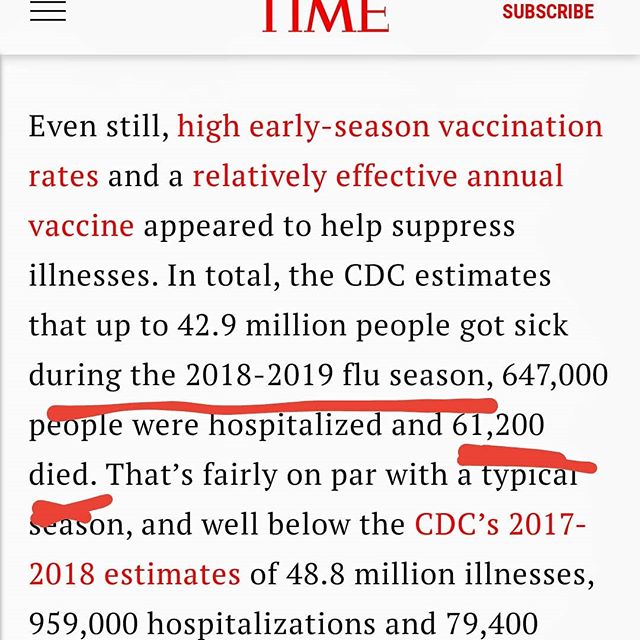 TIME
SUBSCRIBE
Even still, high early-season vaccination
rates and a relatively effective annual
vaccine appeared to help suppress
illnesses. In total, the CDC estimates
that up to 42.9 million people got sick
during the 2018-2019 flu season, 647,000
people were hospitalized and 61,200
died. That's fairly on par with a typical
season, and well below the CDC's 2017-
2018 estimates of 48.8 million illnesses,
959,000 hospitalizations and 79,400